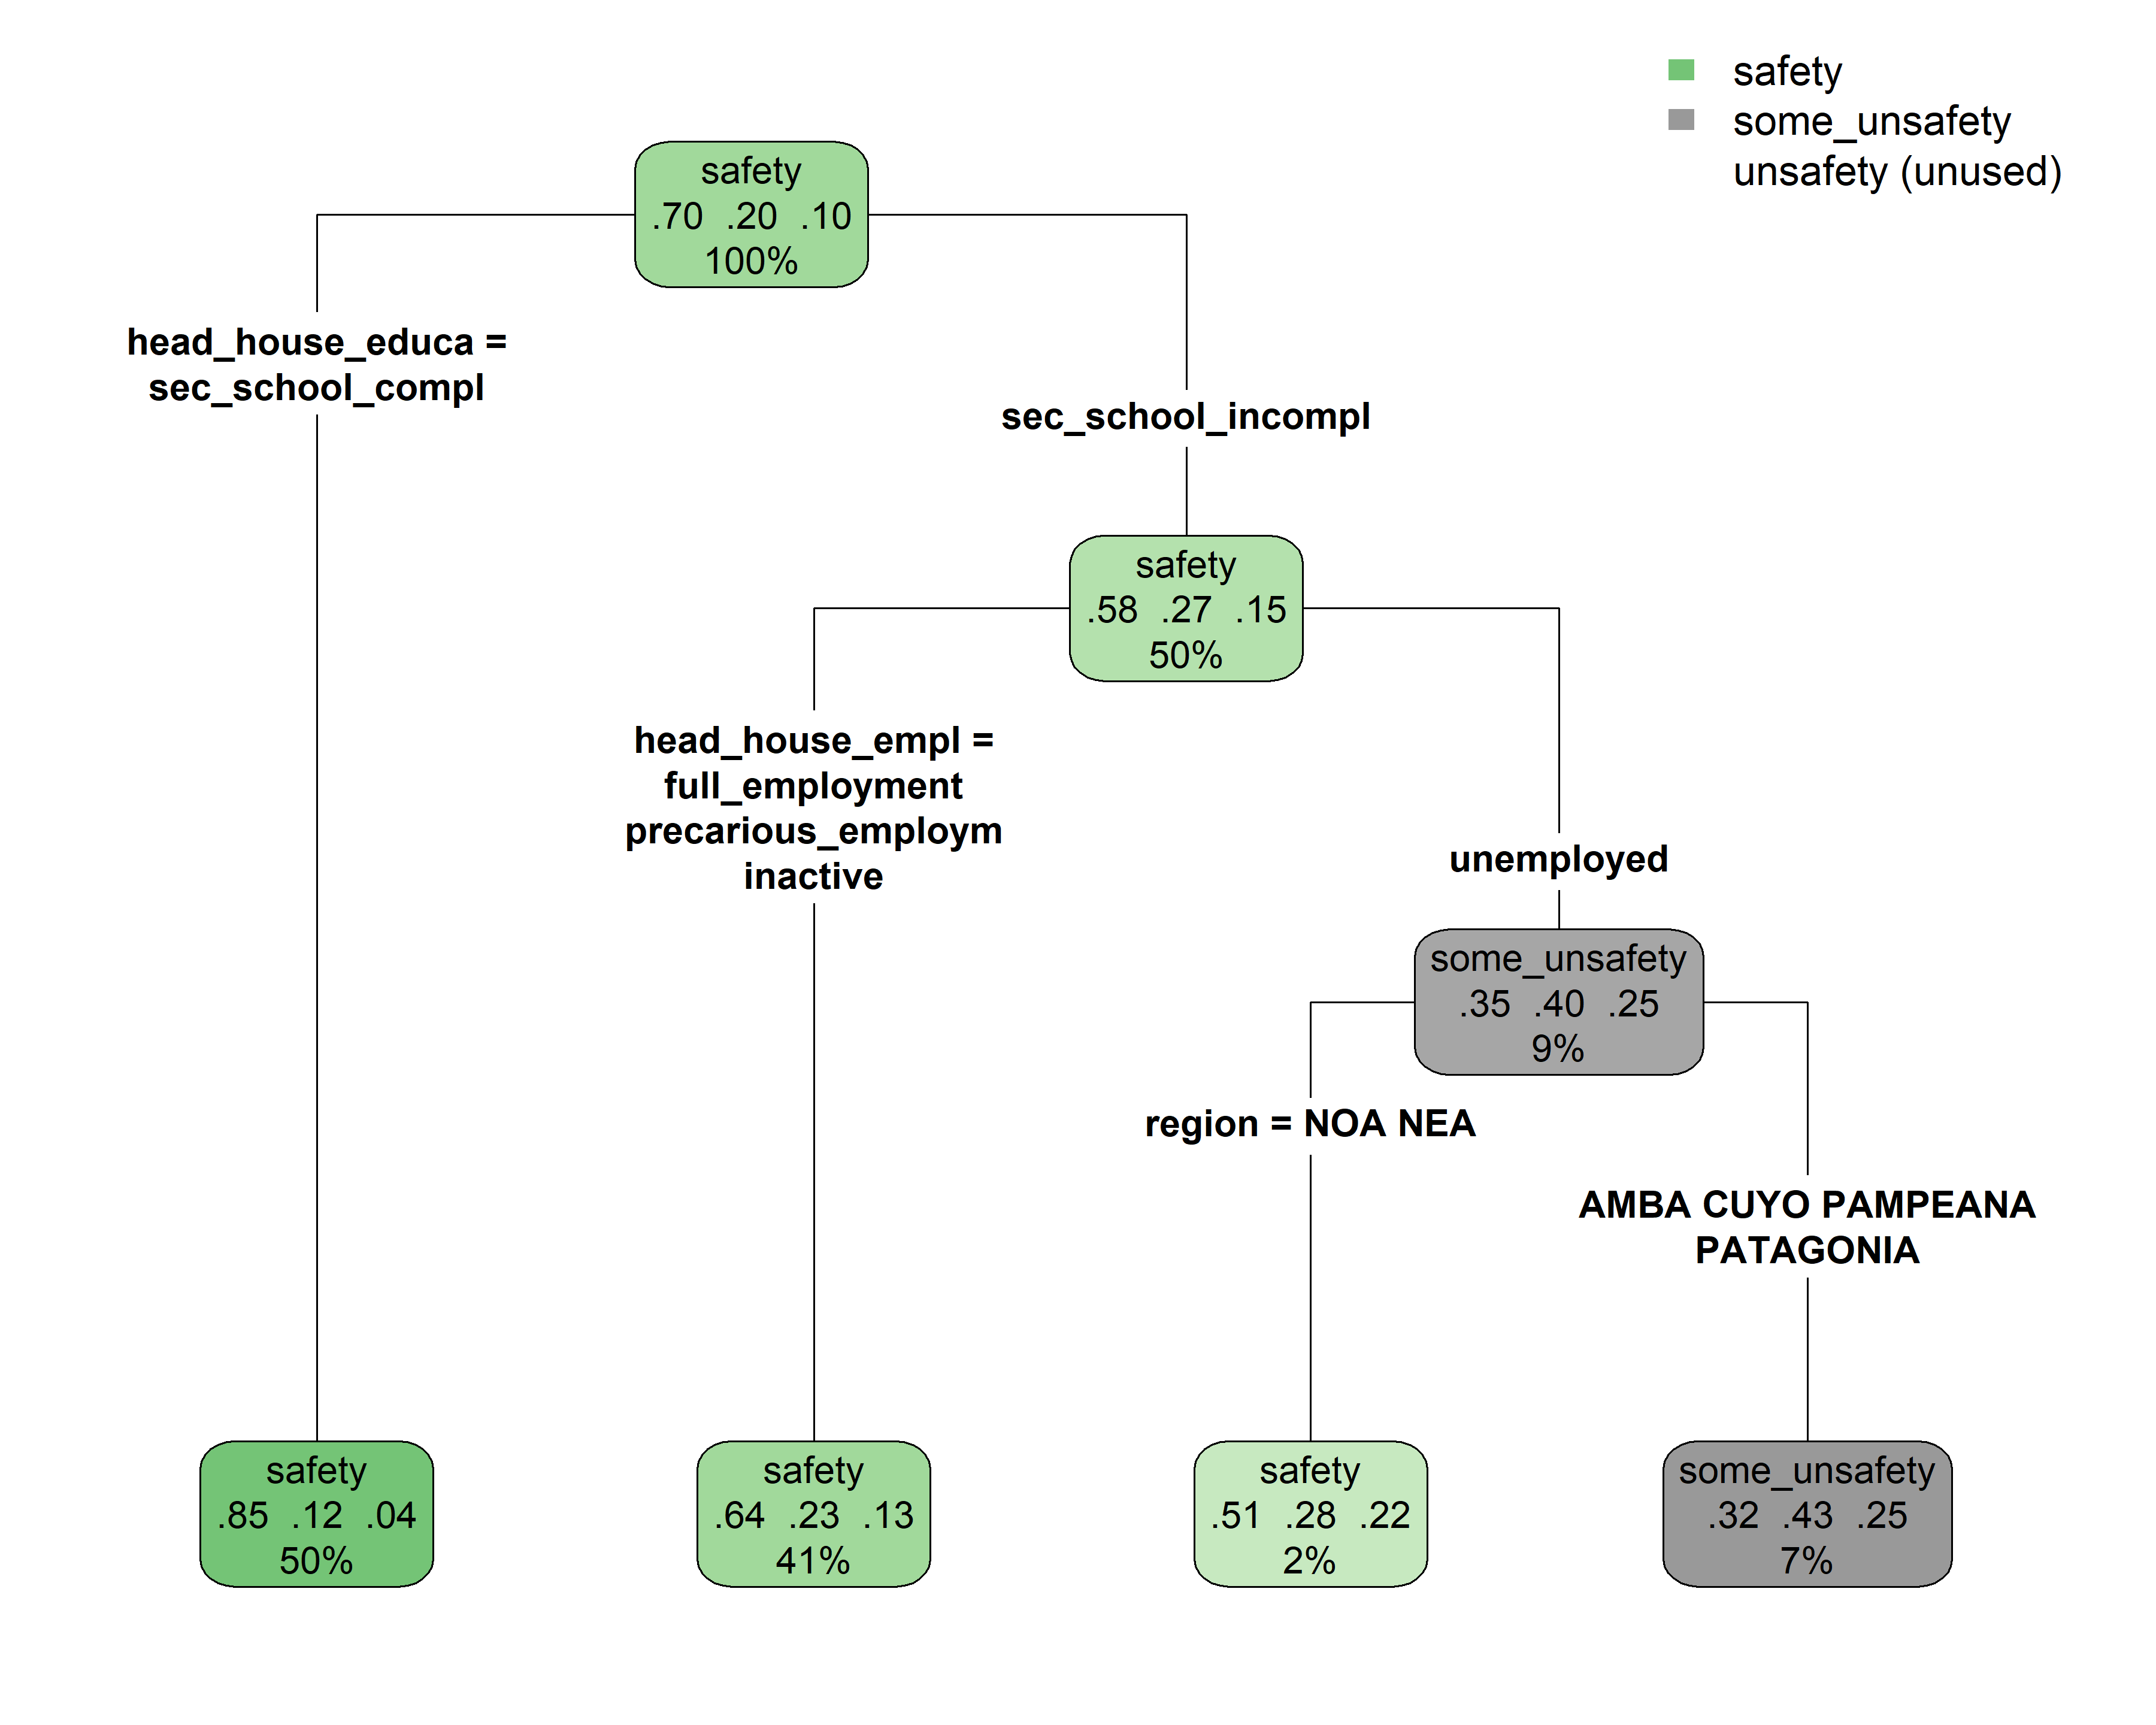 safety
some_unsafety
unsafety (unused)
safety
.70 .20 .10
100%
head_house_educa =
sec_school_compl
sec_school_incompl
safety
.58 .27 .15
50%
head_house_empl =
full_employment
precarious_employm
inactive
unemployed
some_unsafety
.35 .40 .25
9%
region = NOA NEA
AMBA CUYO PAMPEANA
PATAGONIA
safety
.85 .12 .04
50%
safety
.64 .23 .13
41%
safety
.51 .28 .22
2%
some_unsafety
.32 .43 .25
7%